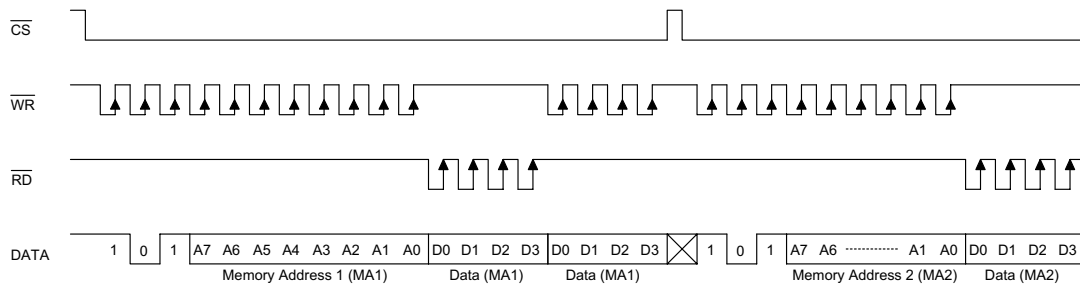 CS
WR
RD
DATA 1 0 1 A7 A6 A5 A4 A3 A2 A1 A0 D0 D1 D2 D3 D0 D1 D2 D3 1 0 1 A7 A6 A1 A0 D0 D1 D2 D3
Memory Address 1 (MA1) Data (MA1) Data (MA1) Memory Address 2 (MA2) Data (MA2)